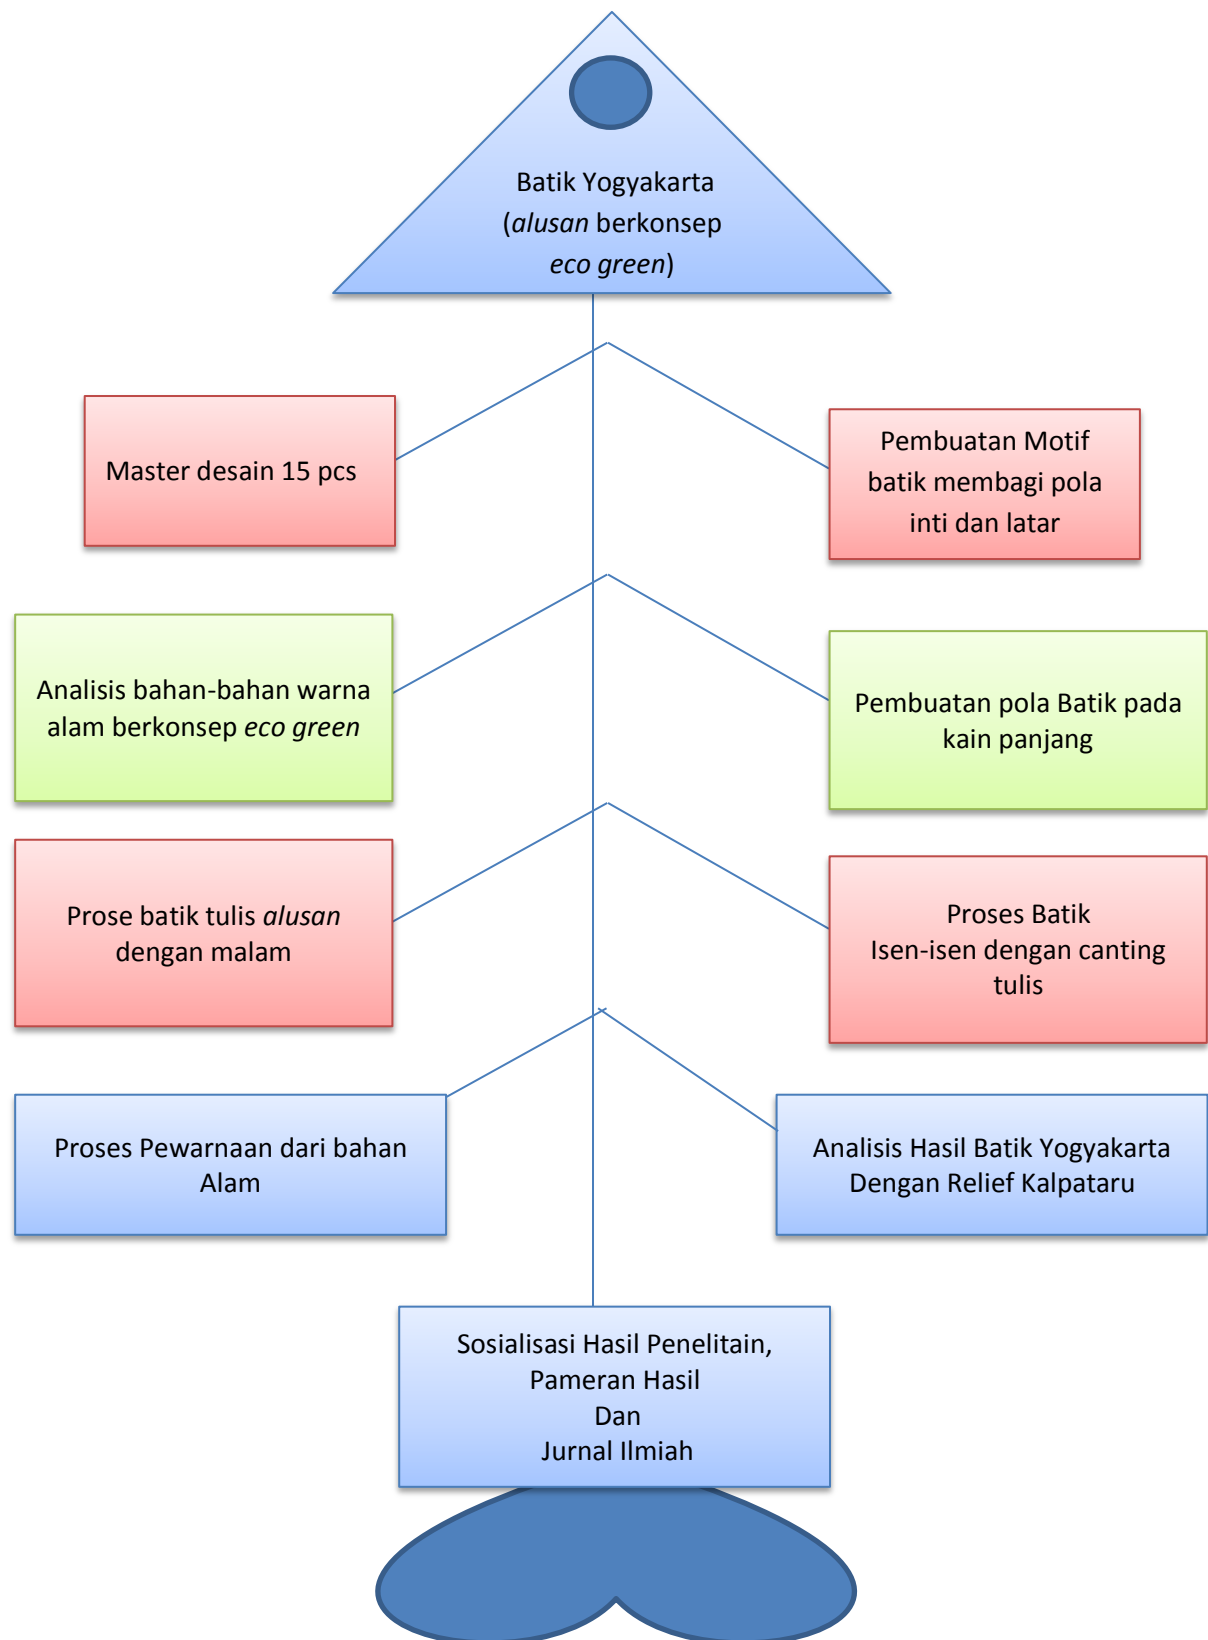 Batik Yogyakarta
(alusan berkonsep
eco green)
Master desain 15 pcs
Pembuatan Motif
batik membagi pola
inti dan latar
Analisis bahan-bahan warna
alam berkonsep eco green
Pembuatan pola Batik pada
kain panjang
Prose batik tulis alusan
dengan malam
Proses Batik
Isen-isen dengan canting
tulis
Proses Pewarnaan dari bahan
Alam
Analisis Hasil Batik Yogyakarta
Dengan Relief Kalpataru
Sosialisasi Hasil Penelitain,
Pameran Hasil
Dan
Jurnal Ilmiah